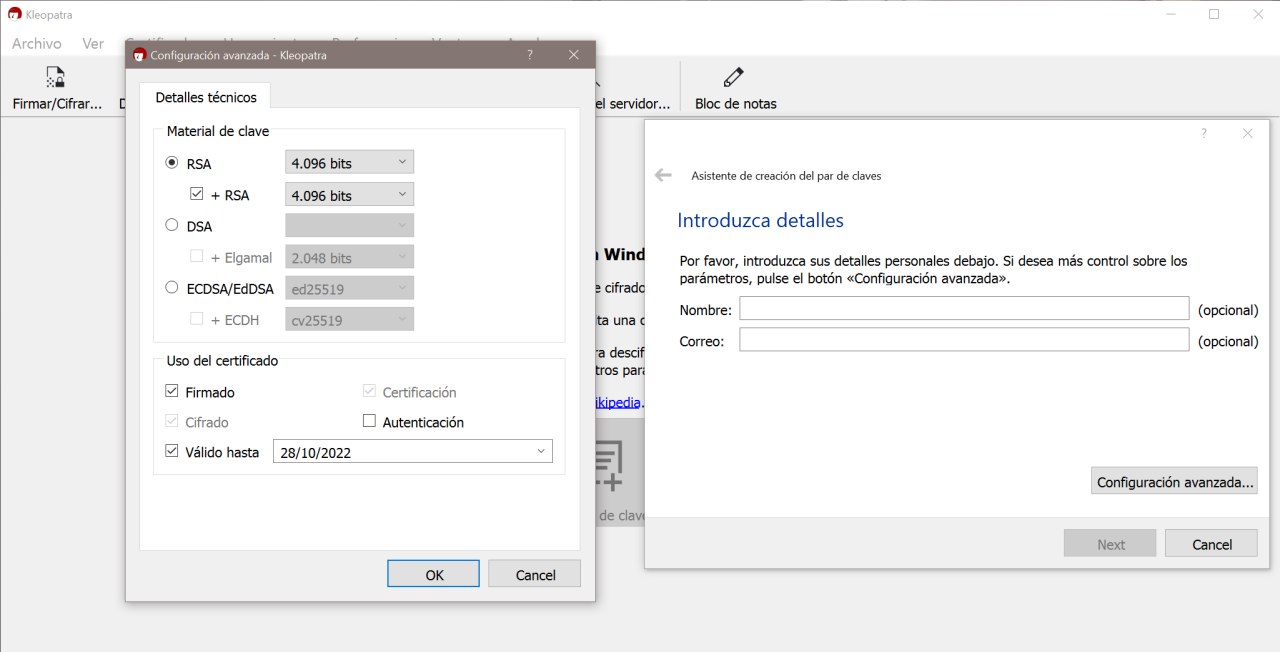 Kleopatra
Archivo Ver
Firmar/Cifrar...
el servidor...
Bloc de notas
Configuración avanzada - Kleopatra
?
Detalles técnicos
Material de clave
RSA 4.096 bits
+ RSA 4.096 bits
DSA
+ Elgamal 2.048 bits
ECDSA/EdDSA ed25519
+ ECDH cv25519
Uso del certificado
Firmado Certificación
Cifrado Autenticación
Válido hasta 28/10/2022
OK Cancel
Wind
e cifrado
ta una
ra descif
tros para
ikipedia.
de clave
?
Asistente de creación del par de claves
Introduzca detalles
Por favor, introduzca sus detalles personales debajo. Si desea más control sobre los
parámetros, pulse el botón «Configuración avanzada».
Nombre: (opcional)
Correo: (opcional)
Configuración avanzada...
Next Cancel